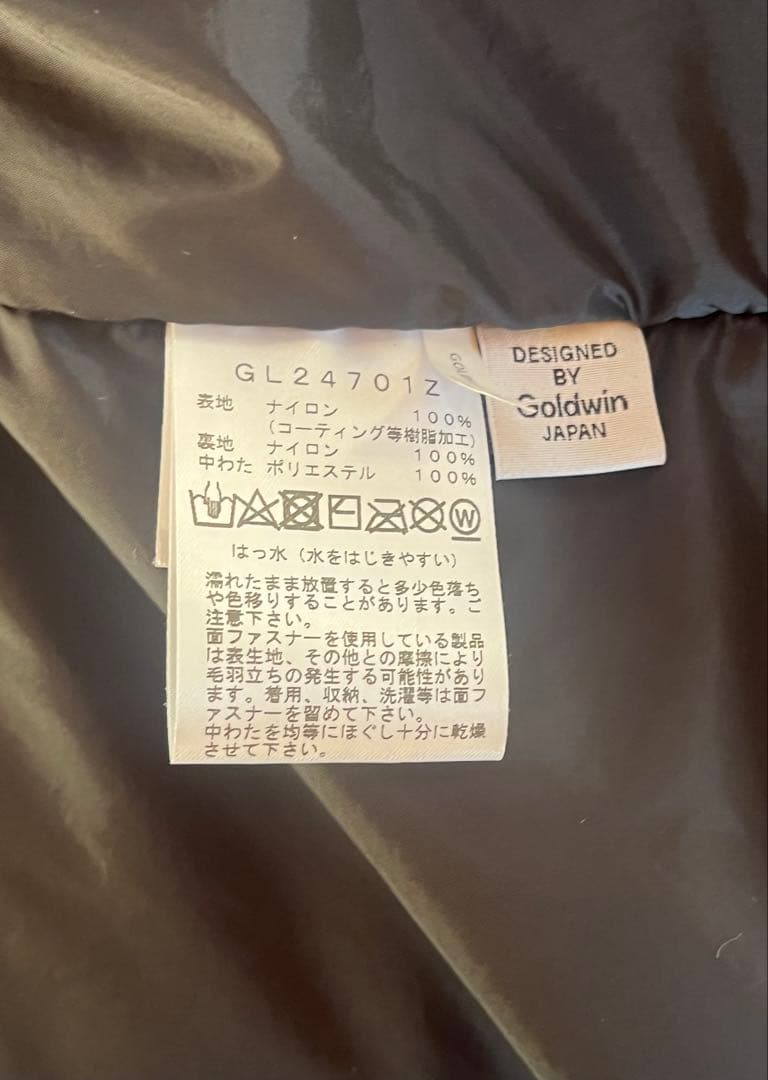 GL24701Z
表地 ナイロン 100%
(コーティング等樹脂加工)
裏地 ナイロン 100%
中わた ポリエステル 100%
W
はっ水（水をはじきやすい）
濡れたまま放置すると多少色落ち
や色移りすることがあります。ご
注意下さい。
面ファスナーを使用している製品
は表生地、その他との摩擦により
毛羽立ちの発生する可能性があり
ます。着用、収納、洗濯等は面フ
ァスナーを留めて下さい。
中わたを均等にほぐし十分に乾燥
させて下さい。
DESIGNED
BY
Goldwin
JAPAN